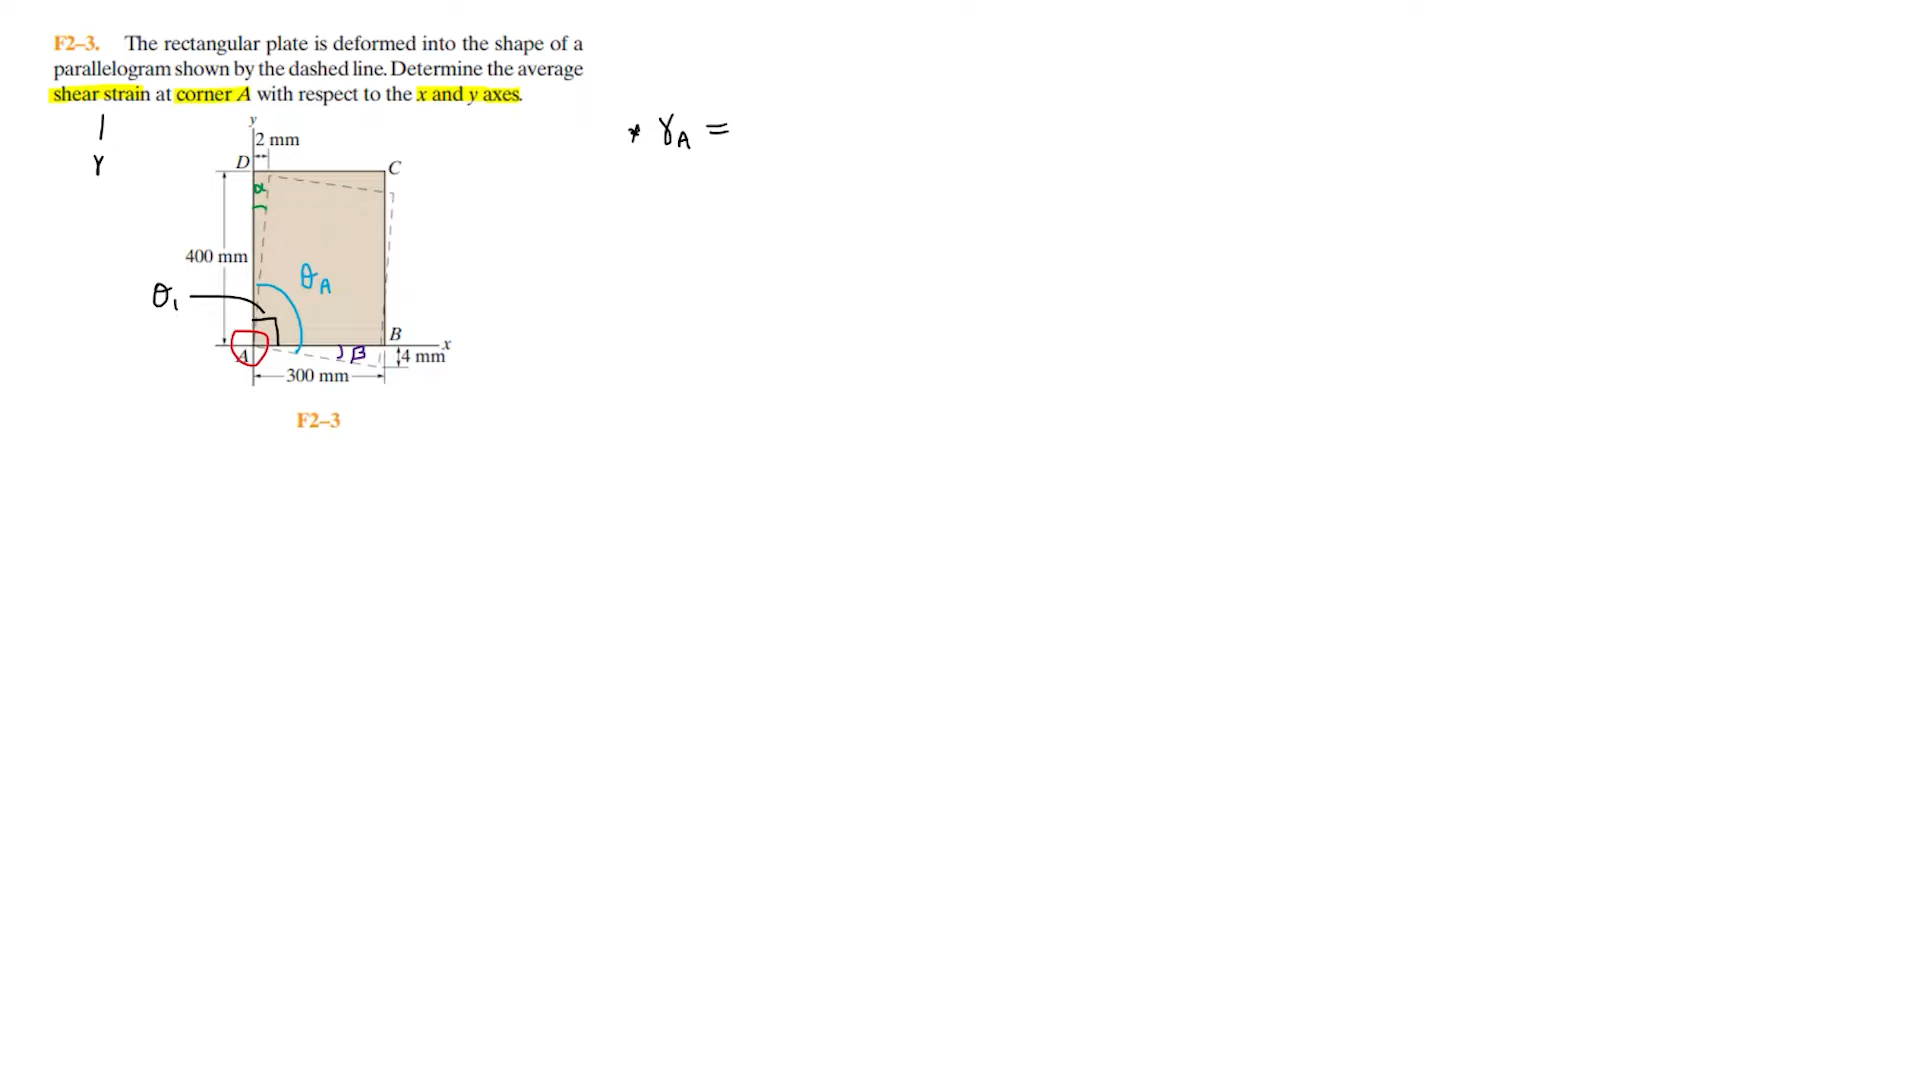 F2–3. The rectangular plate is deformed into the shape of a
parallelogram shown by the dashed line. Determine the average
shear strain at corner A with respect to the x and y axes.
γ
* γA =
y
2 mm
D
C
α
400 mm
θA
θ1
B
x
A
β
4 mm
300 mm
F2–3